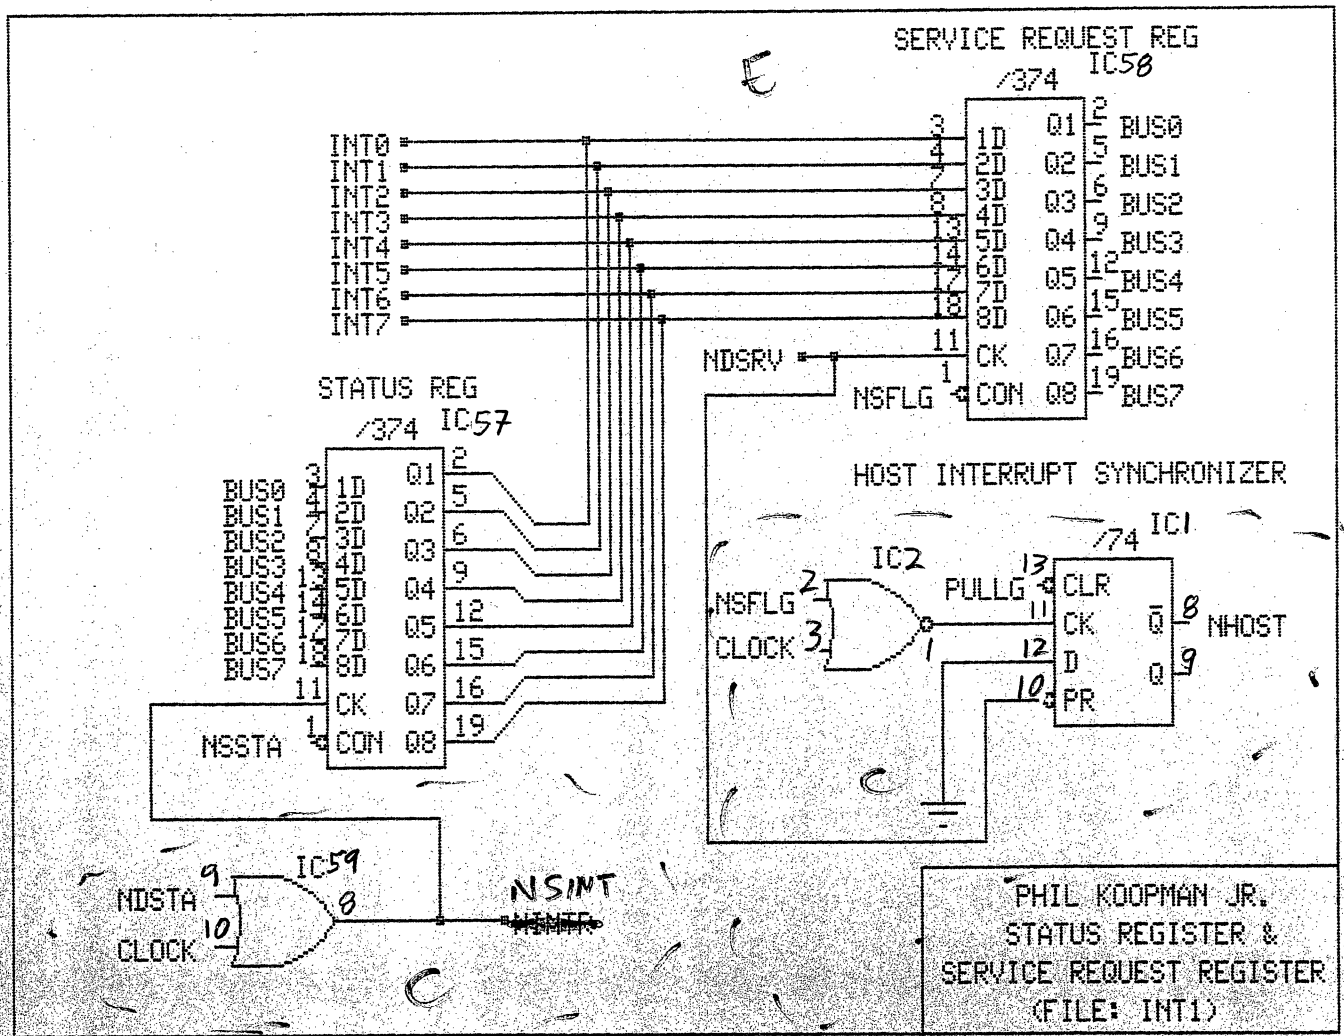 SERVICE REQUEST REG
/374 IC58
INT0
INT1
INT2
INT3
INT4
INT5
INT6
INT7
3 1D Q1 2 BUS0
4 2D Q2 5 BUS1
7 3D Q3 6 BUS2
8 4D Q4 9 BUS3
13 5D Q5 12 BUS4
14 6D Q6 15 BUS5
17 7D Q7 16 BUS6
18 8D Q8 19 BUS7
NDSRV 11 CK
NSFLG 1 CON
STATUS REG
/374 IC57
BUS0 3 1D Q1 2
BUS1 4 2D Q2 5
BUS2 7 3D Q3 6
BUS3 8 4D Q4 9
BUS4 13 5D Q5 12
BUS5 14 6D Q6 15
BUS6 17 7D Q7 16
BUS7 18 8D Q8 19
11 CK
NSSTA 1 CON
HOST INTERRUPT SYNCHRONIZER
IC2
/74 IC1
NSFLG 2
CLOCK 3
1
PULLG 13 CLR
11 CK Q̅ 8 NHOST
12 D Q 9
10 PR
IC59
NDSTA 9
CLOCK 10
8
NSINT
PHIL KOOPMAN JR.
STATUS REGISTER &
SERVICE REQUEST REGISTER
(FILE: INT1)